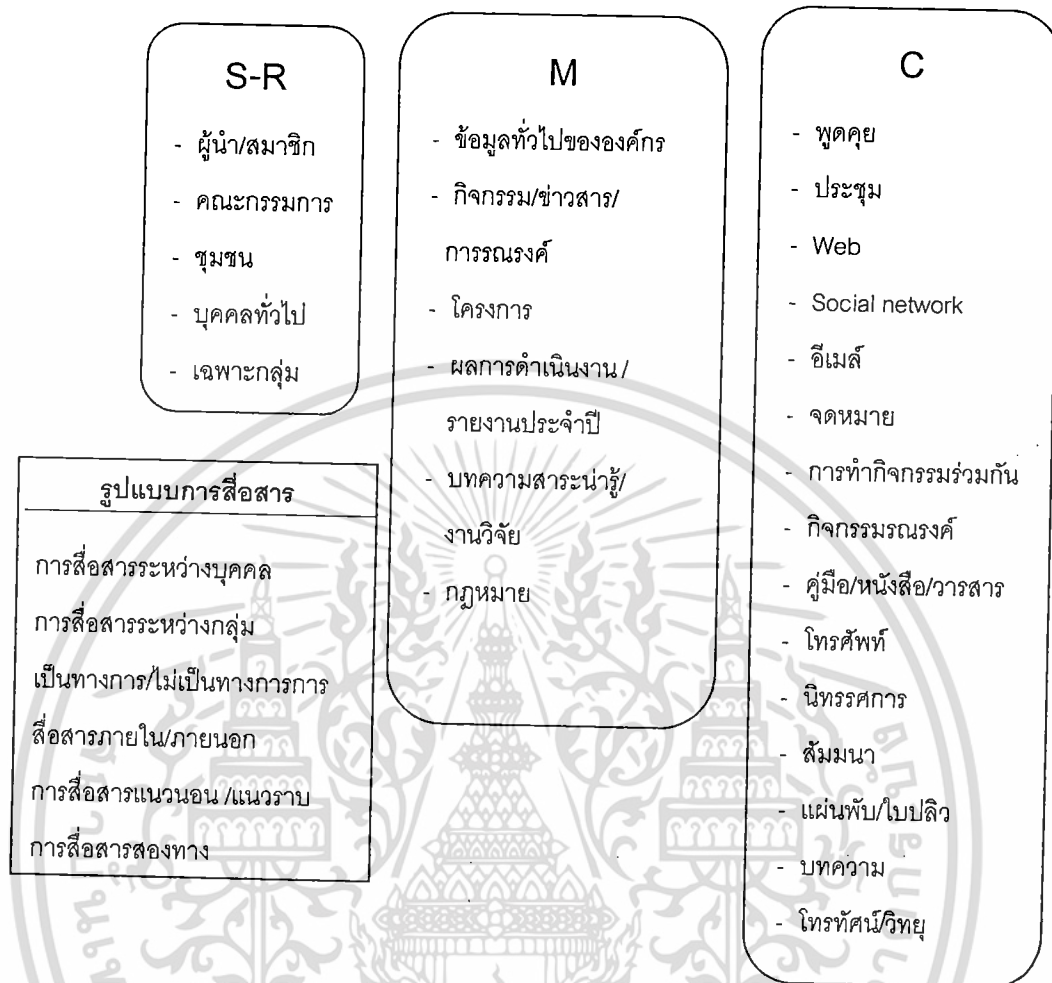 S-R
- ผู้นำ/สมาชิก
- คณะกรรมการ
- ชุมชน
- บุคคลทั่วไป
- เฉพาะกลุ่ม
รูปแบบการสื่อสาร
การสื่อสารระหว่างบุคคล
การสื่อสารระหว่างกลุ่ม
เป็นทางการ/ไม่เป็นทางการการ
สื่อสารภายใน/ภายนอก
การสื่อสารแนวนอน /แนวราบ
การสื่อสารสองทาง
M
- ข้อมูลทั่วไปขององค์กร
- กิจกรรม/ข่าวสาร/
การรณรงค์
- โครงการ
- ผลการดำเนินงาน /
รายงานประจำปี
- บทความสาระน่ารู้/
งานวิจัย
- กฎหมาย
C
- พูดคุย
- ประชุม
- Web
- Social network
- อีเมล์
- จดหมาย
- การทำกิจกรรมร่วมกัน
- กิจกรรมรณรงค์
- คู่มือ/หนังสือ/วารสาร
- โทรศัพท์
- นิทรรศการ
- สัมมนา
- แผ่นพับ/ใบปลิว
- บทความ
- โทรทัศน์/วิทยุ